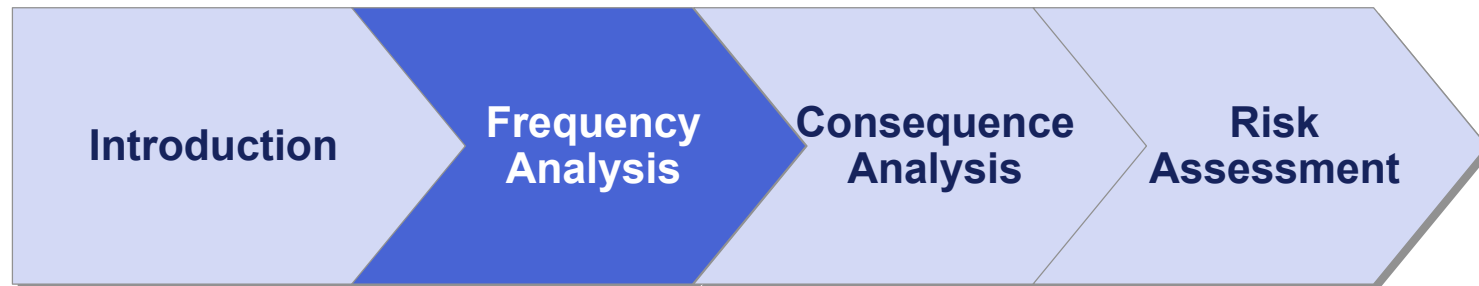 Introduction
Frequency
Analysis
Consequence
Analysis
Risk
Assessment